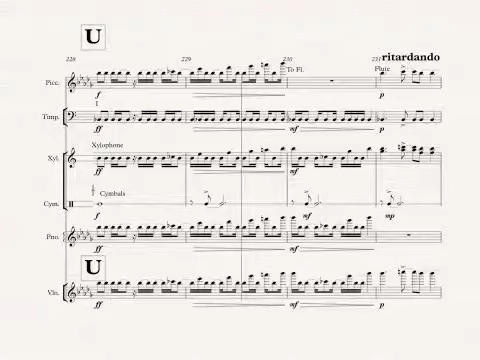 U
228 229 230 231 ritardando
To Fl. Flute
Picc.
f p
I
Timp.
ff mf p
Xylophone
Xyl.
ff mf
Cymbals
Cym.
f mf mp
Pno.
ff mf
U
Vln.
ff mf p